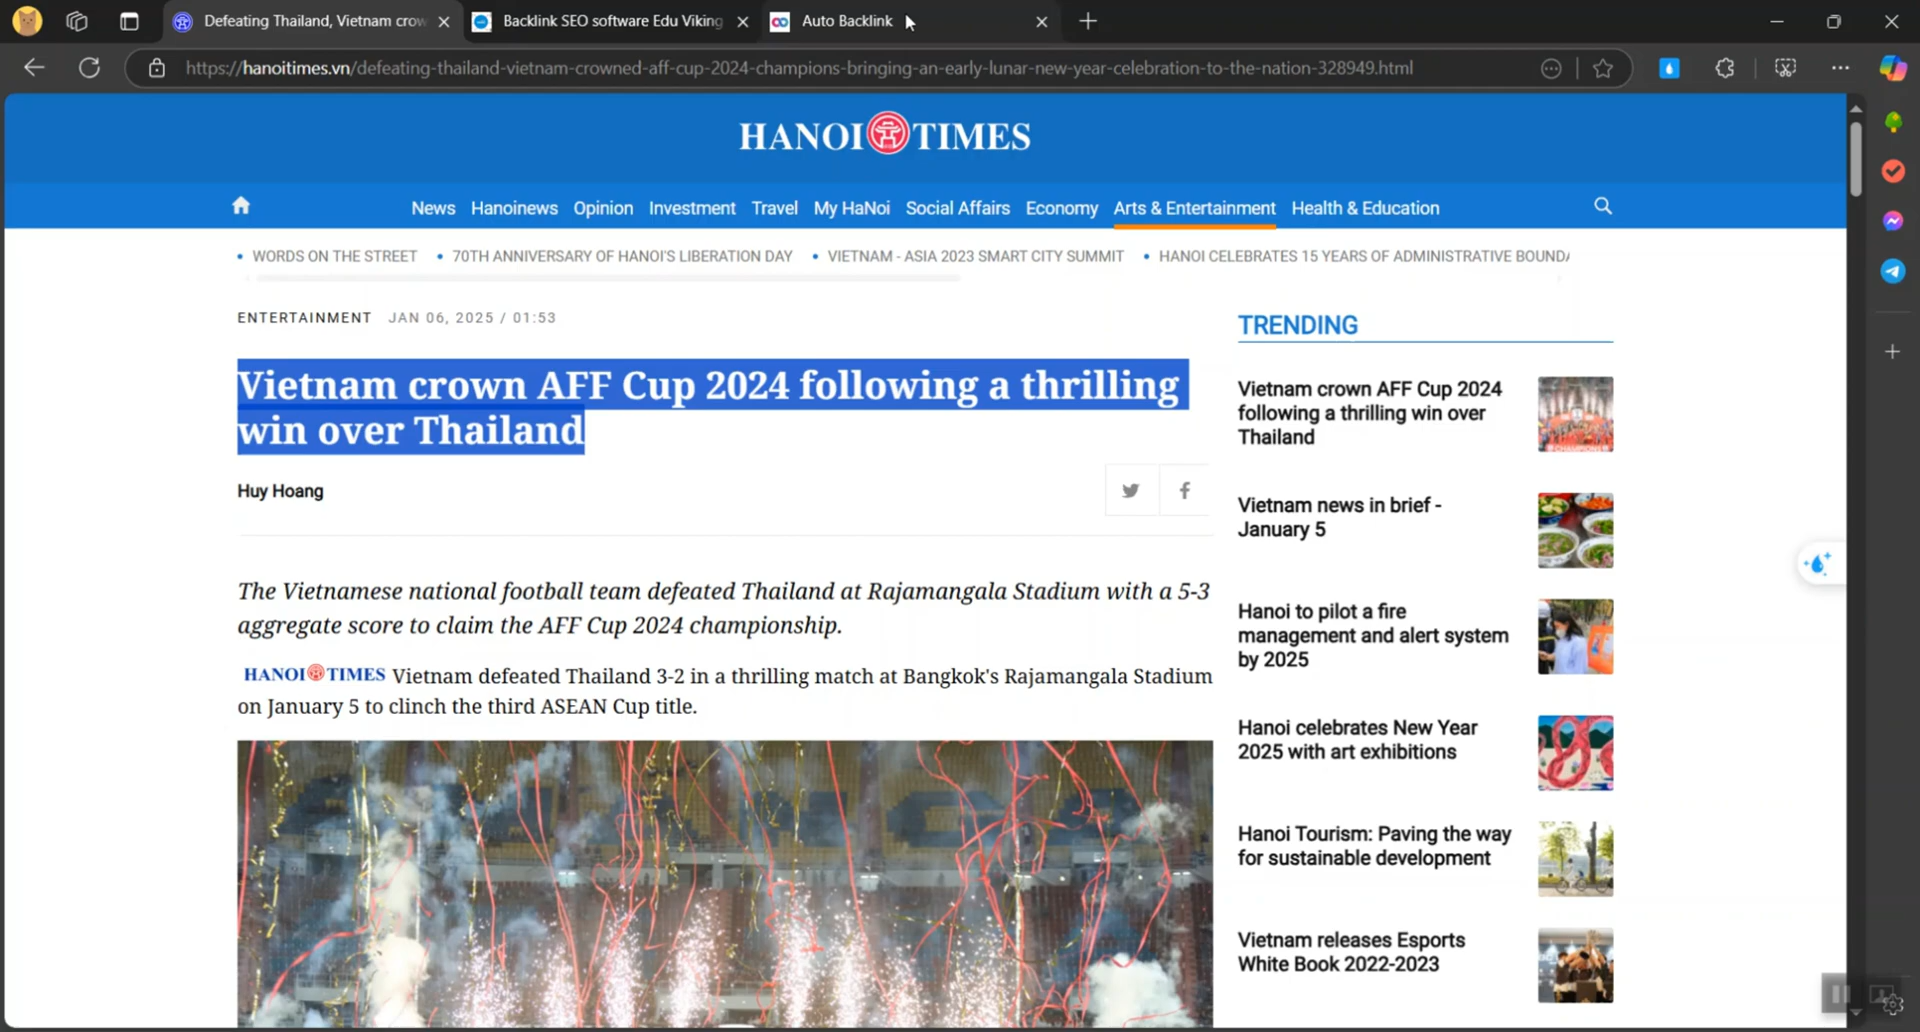 Defeating Thailand, Vietnam crow
Backlink SEO software Edu Viking
Auto Backlink
https://hanoitimes.vn/defeating-thailand-vietnam-crowned-aff-cup-2024-champions-bringing-an-early-lunar-new-year-celebration-to-the-nation-328949.html
HANOI TIMES
News Hanoinews Opinion Investment Travel My HaNoi Social Affairs Economy Arts & Entertainment Health & Education
• WORDS ON THE STREET • 70TH ANNIVERSARY OF HANOI'S LIBERATION DAY • VIETNAM - ASIA 2023 SMART CITY SUMMIT • HANOI CELEBRATES 15 YEARS OF ADMINISTRATIVE BOUNDA
ENTERTAINMENT JAN 06, 2025 / 01:53
Vietnam crown AFF Cup 2024 following a thrilling
win over Thailand
Huy Hoang
The Vietnamese national football team defeated Thailand at Rajamangala Stadium with a 5-3
aggregate score to claim the AFF Cup 2024 championship.
HANOI TIMES Vietnam defeated Thailand 3-2 in a thrilling match at Bangkok's Rajamangala Stadium
on January 5 to clinch the third ASEAN Cup title.
TRENDING
Vietnam crown AFF Cup 2024
following a thrilling win over
Thailand
Vietnam news in brief -
January 5
Hanoi to pilot a fire
management and alert system
by 2025
Hanoi celebrates New Year
2025 with art exhibitions
Hanoi Tourism: Paving the way
for sustainable development
Vietnam releases Esports
White Book 2022-2023